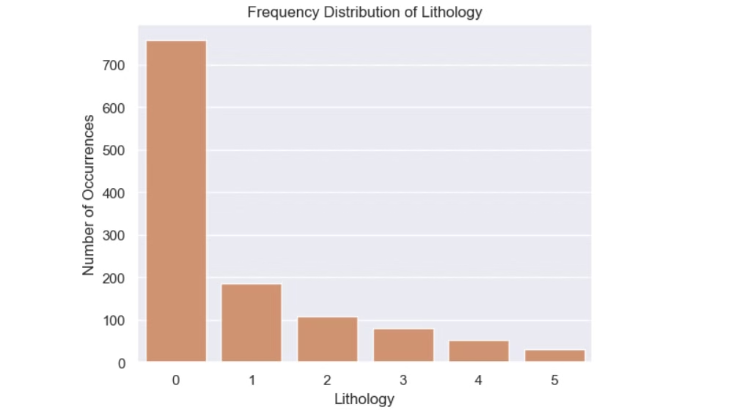 Frequency Distribution of Lithology
Number of Occurrences
700
600
500
400
300
200
100
0
0 1 2 3 4 5
Lithology